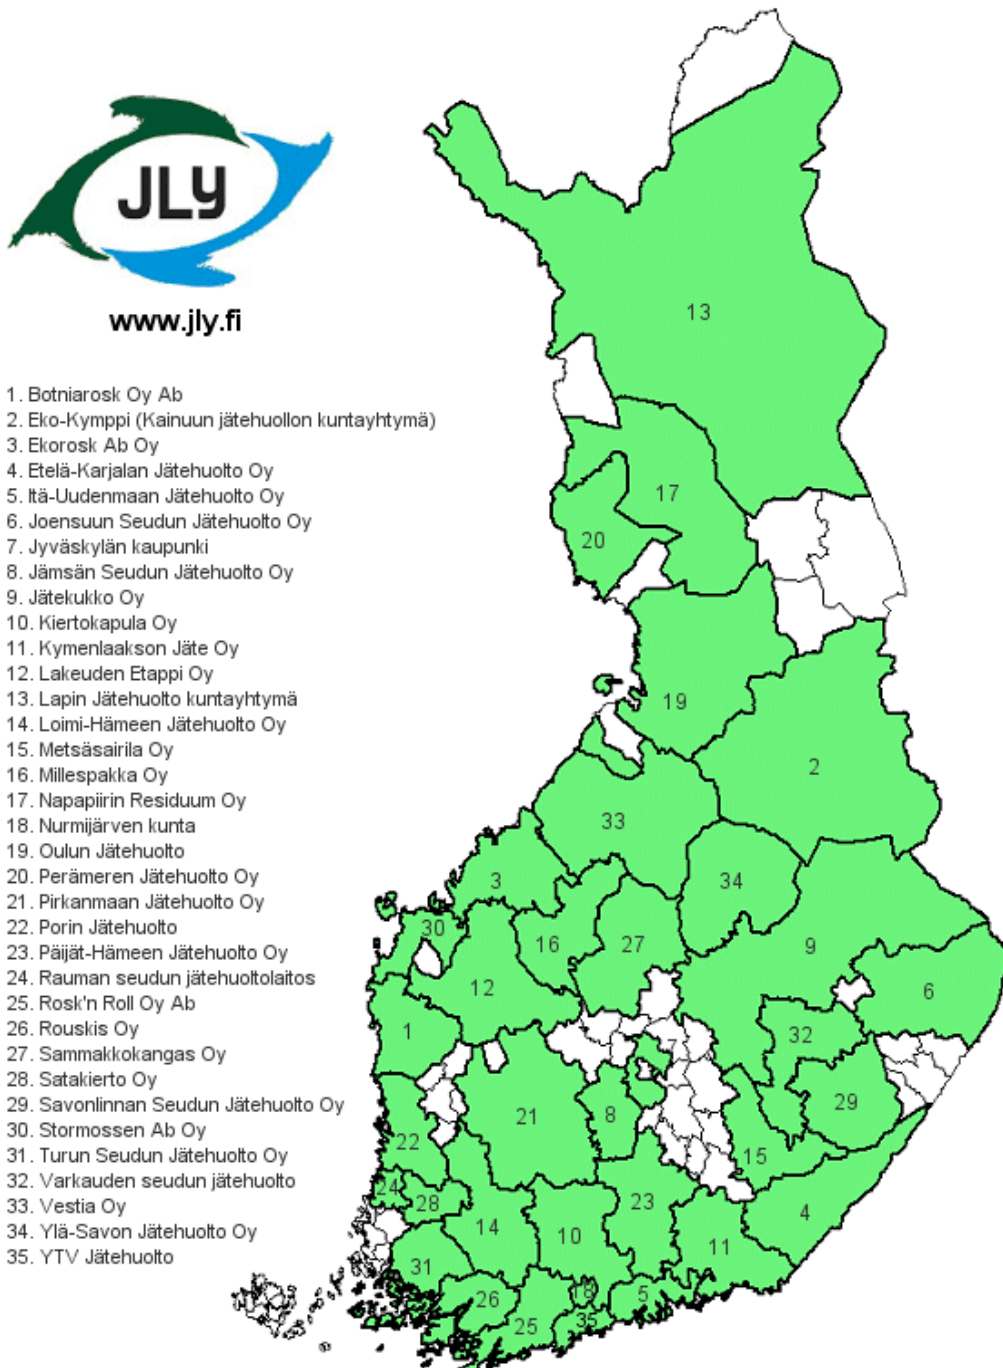 JLY
www.jly.fi
1. Botniarosk Oy Ab
2. Eko-Kymppi (Kainuun jätehuollon kuntayhtymä)
3. Ekorosk Ab Oy
4. Etelä-Karjalan Jätehuolto Oy
5. Itä-Uudenmaan Jätehuolto Oy
6. Joensuun Seudun Jätehuolto Oy
7. Jyväskylän kaupunki
8. Jämsän Seudun Jätehuolto Oy
9. Jätekukko Oy
10. Kiertokapula Oy
11. Kymenlaakson Jäte Oy
12. Lakeuden Etappi Oy
13. Lapin Jätehuolto kuntayhtymä
14. Loimi-Hämeen Jätehuolto Oy
15. Metsäsairila Oy
16. Millespakka Oy
17. Napapiirin Residuum Oy
18. Nurmijärven kunta
19. Oulun Jätehuolto
20. Perämeren Jätehuolto Oy
21. Pirkanmaan Jätehuolto Oy
22. Porin Jätehuolto
23. Päijät-Hämeen Jätehuolto Oy
24. Rauman seudun jätehuoltolaitos
25. Rosk'n Roll Oy Ab
26. Rouskis Oy
27. Sammakkokangas Oy
28. Satakierto Oy
29. Savonlinnan Seudun Jätehuolto Oy
30. Stormossen Ab Oy
31. Turun Seudun Jätehuolto Oy
32. Varkauden seudun jätehuolto
33. Vestia Oy
34. Ylä-Savon Jätehuolto Oy
35. YTV Jätehuolto
13
17
20
19
2
33
3
34
30
16
27
9
12
6
1
32
7
21
8
29
22
15
24
28
23
4
14
10
11
31
26
18
5
25
35